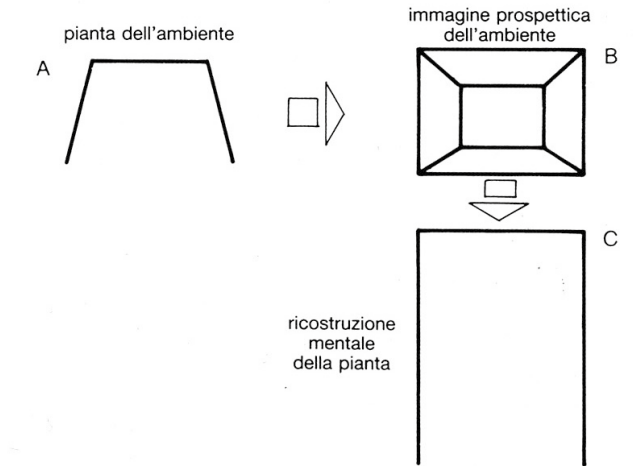 pianta dell'ambiente
A
immagine prospettica
dell'ambiente
B
C
ricostruzione
mentale
della pianta